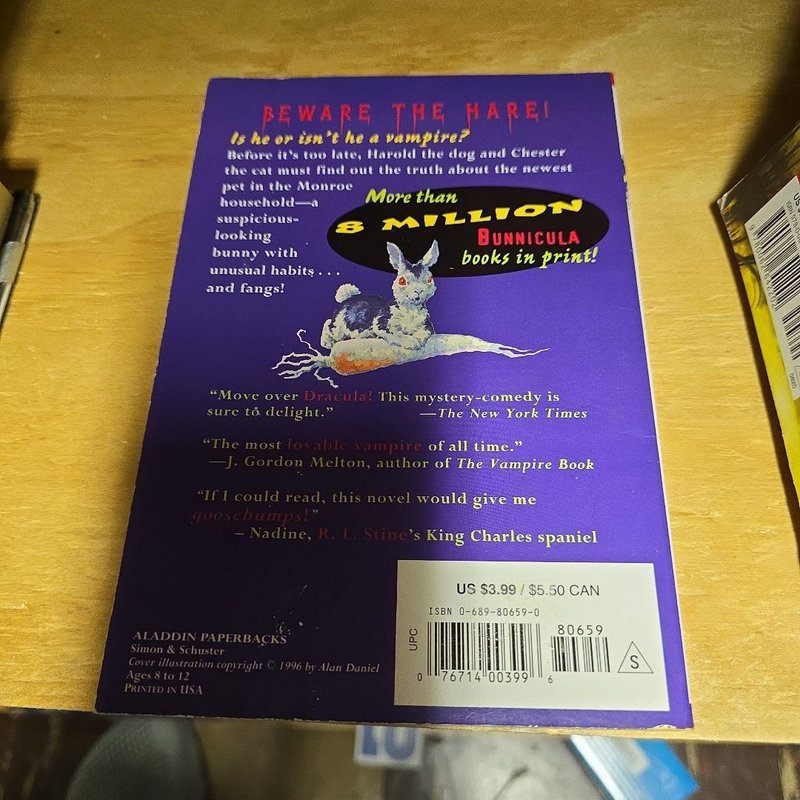 BEWARE THE HARE!
Is he or isn't he a vampire?
Before it's too late, Harold the dog and Chester
the cat must find out the truth about the newest
pet in the Monroe
household—a
suspicious-
looking
bunny with
unusual habits . . .
and fangs!
More than
8 MILLION
BUNNICULA
books in print!
"Move over Dracula! This mystery-comedy is
sure to delight." —The New York Times
"The most lovable vampire of all time."
—J. Gordon Melton, author of The Vampire Book
"If I could read, this novel would give me
goosebumps!"
– Nadine, R. L. Stine's King Charles spaniel
US $3.99 / $5.50 CAN
ISBN 0-689-80659-0
80659
UPC
0 76714 00399 6
S
ALADDIN PAPERBACKS
Simon & Schuster
Cover illustration copyright © 1996 by Alan Daniel
Ages 8 to 12
PRINTED IN USA